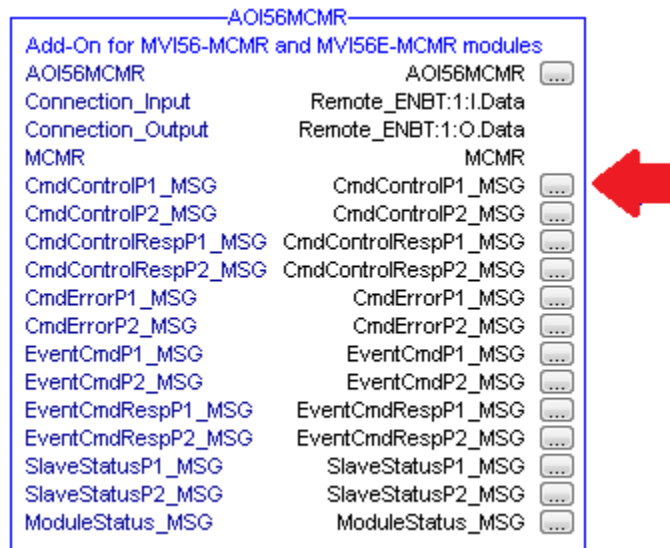 AOI56MCMR
Add-On for MVI56-MCMR and MVI56E-MCMR modules
AOI56MCMR AOI56MCMR ...
Connection_Input Remote_ENBT:1:I.Data
Connection_Output Remote_ENBT:1:O.Data
MCMR MCMR
CmdControlP1_MSG CmdControlP1_MSG ...
CmdControlP2_MSG CmdControlP2_MSG ...
CmdControlRespP1_MSG CmdControlRespP1_MSG ...
CmdControlRespP2_MSG CmdControlRespP2_MSG ...
CmdErrorP1_MSG CmdErrorP1_MSG ...
CmdErrorP2_MSG CmdErrorP2_MSG ...
EventCmdP1_MSG EventCmdP1_MSG ...
EventCmdP2_MSG EventCmdP2_MSG ...
EventCmdRespP1_MSG EventCmdRespP1_MSG ...
EventCmdRespP2_MSG EventCmdRespP2_MSG ...
SlaveStatusP1_MSG SlaveStatusP1_MSG ...
SlaveStatusP2_MSG SlaveStatusP2_MSG ...
ModuleStatus_MSG ModuleStatus_MSG ...